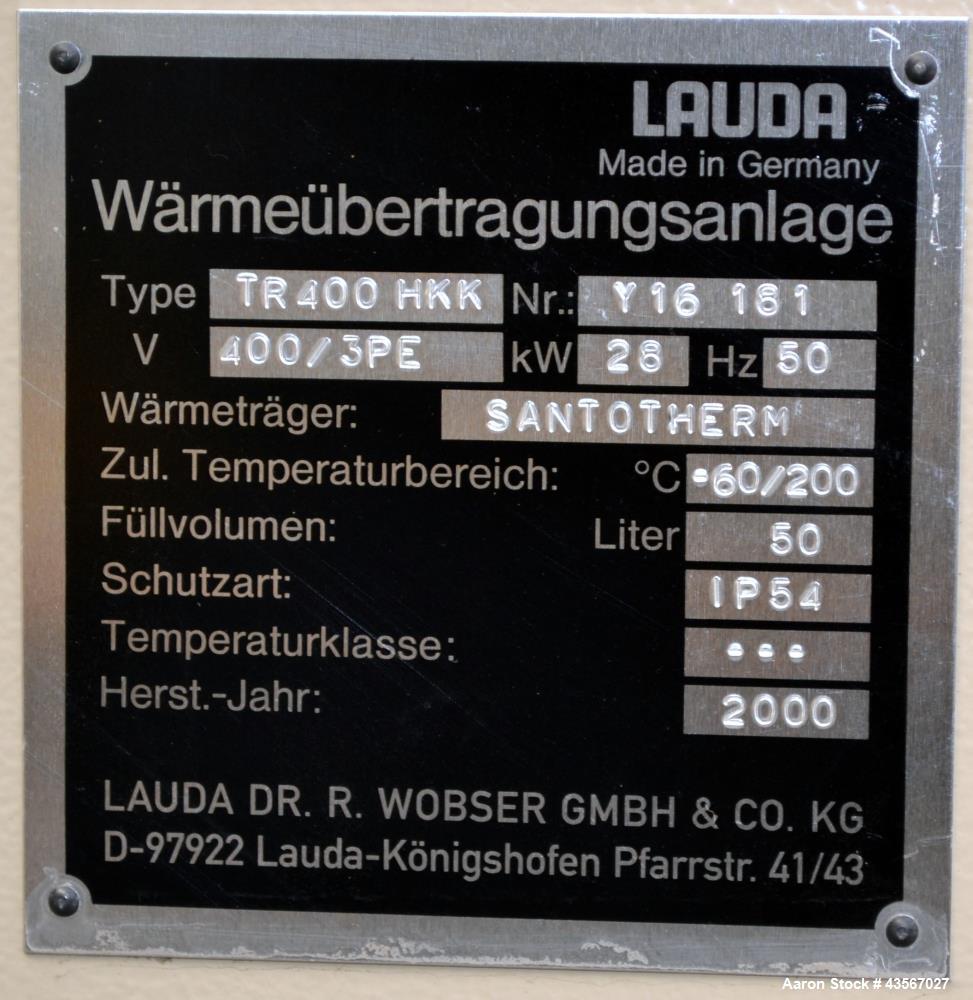 LAUDA
Made in Germany
Wärmeübertragungsanlage
Type TR400 HKK Nr.: Y16 181
V 400/3PE kW 28 Hz 50
Wärmeträger: SANTOTHERM
Zul. Temperaturbereich: °C -60/200
Füllvolumen: Liter 50
Schutzart: IP54
Temperaturklasse: ---
Herst.-Jahr: 2000
LAUDA DR. R. WOBSER GMBH & CO. KG
D-97922 Lauda-Königshofen Pfarrstr. 41/43
Aaron Stock # 43567027